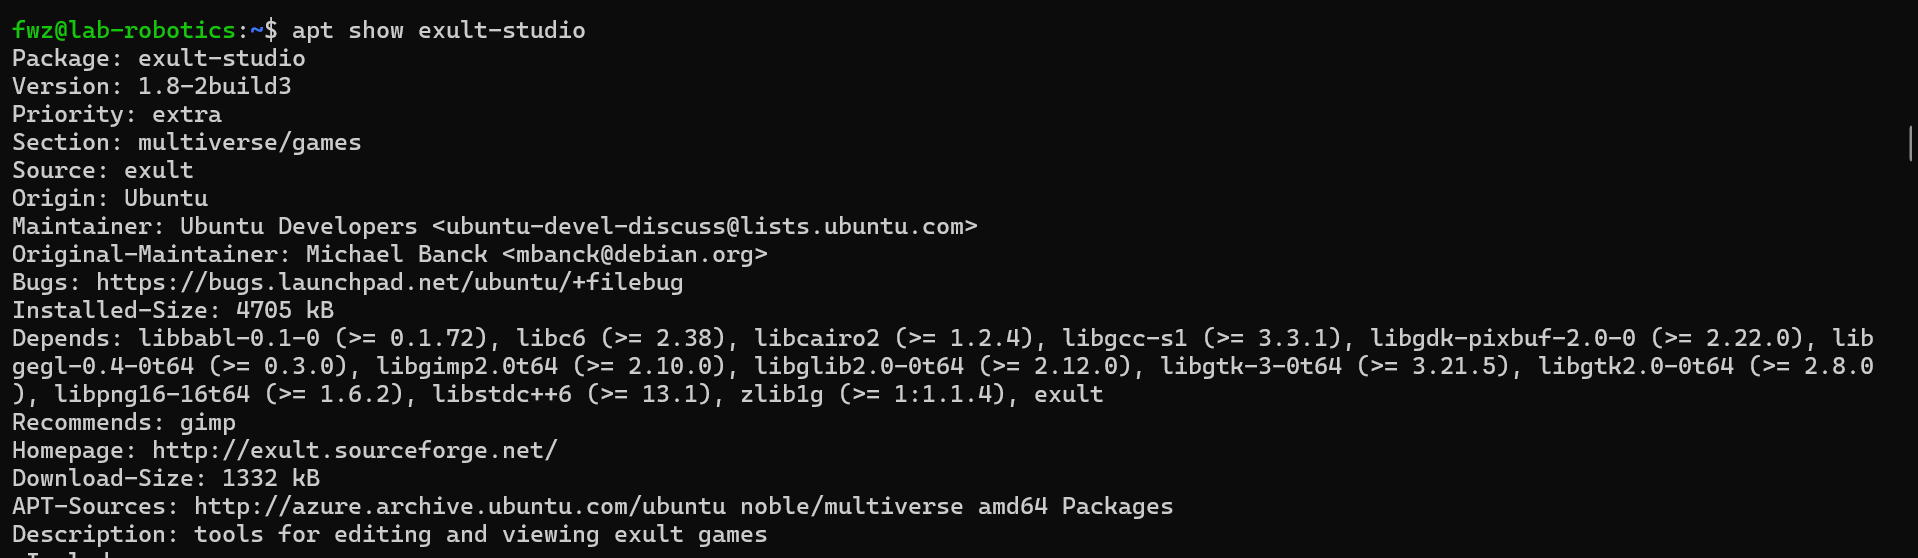 fwz@lab-robotics:~$ apt show exult-studio
Package: exult-studio
Version: 1.8-2build3
Priority: extra
Section: multiverse/games
Source: exult
Origin: Ubuntu
Maintainer: Ubuntu Developers <ubuntu-devel-discuss@lists.ubuntu.com>
Original-Maintainer: Michael Banck <mbanck@debian.org>
Bugs: https://bugs.launchpad.net/ubuntu/+filebug
Installed-Size: 4705 kB
Depends: libbabl-0.1-0 (>= 0.1.72), libc6 (>= 2.38), libcairo2 (>= 1.2.4), libgcc-s1 (>= 3.3.1), libgdk-pixbuf-2.0-0 (>= 2.22.0), lib
gegl-0.4-0t64 (>= 0.3.0), libgimp2.0t64 (>= 2.10.0), libglib2.0-0t64 (>= 2.12.0), libgtk-3-0t64 (>= 3.21.5), libgtk2.0-0t64 (>= 2.8.0
), libpng16-16t64 (>= 1.6.2), libstdc++6 (>= 13.1), zlib1g (>= 1:1.1.4), exult
Recommends: gimp
Homepage: http://exult.sourceforge.net/
Download-Size: 1332 kB
APT-Sources: http://azure.archive.ubuntu.com/ubuntu noble/multiverse amd64 Packages
Description: tools for editing and viewing exult games